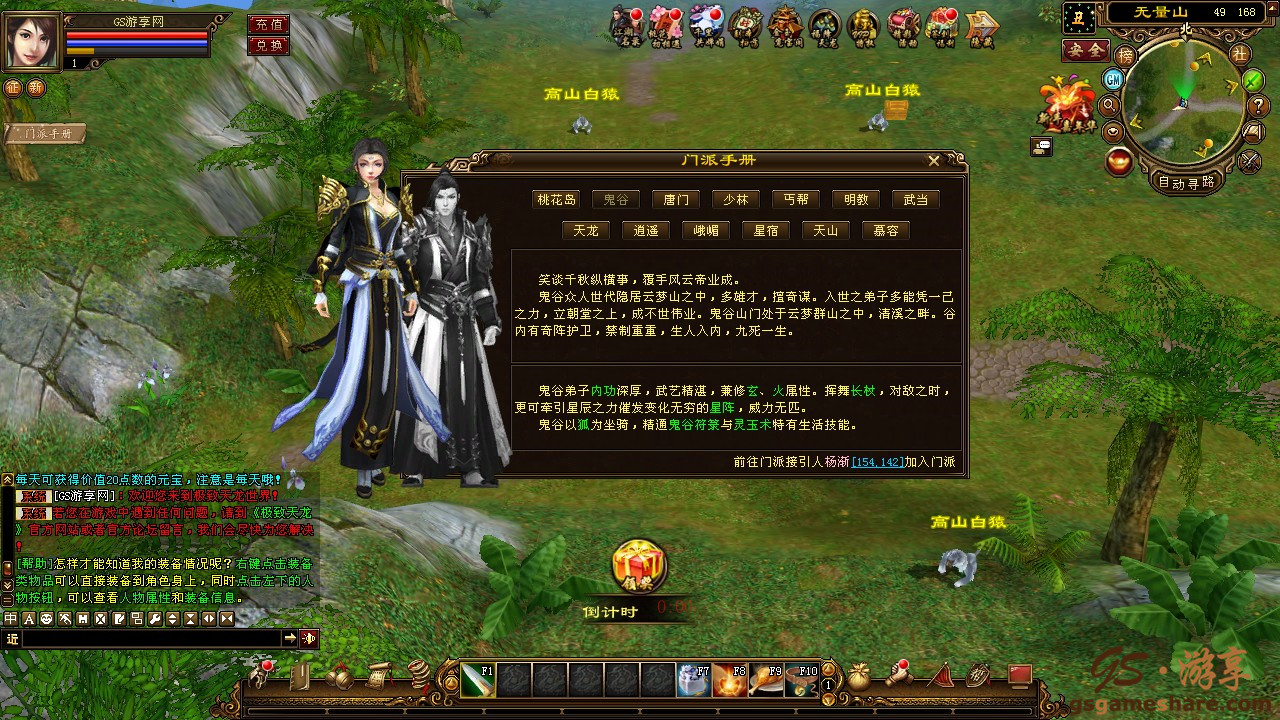 GS游享网
1
充值
兑换
征 新
门派手册
丑
无量山 49 168
北
安全
榜
社
GM
自动寻路
高山白猿
高山白猿
门派手册
桃花岛 鬼谷 唐门 少林 丐帮 明教 武当
天龙 逍遥 峨嵋 星宿 天山 慕容
笑谈千秋纵横事，覆手风云帝业成。
鬼谷众人世代隐居云梦山之中，多雄才，擅奇谋。入世之弟子多能凭一己
之力，立朝堂之上，成不世伟业。鬼谷山门处于云梦群山之中，清溪之畔。谷
内有奇阵护卫，禁制重重，生人入内，九死一生。
鬼谷弟子内功深厚，武艺精湛，兼修玄、火属性。挥舞长杖，对敌之时，
更可牵引星辰之力催发变化无穷的星阵，威力无匹。
鬼谷以狐为坐骑，精通鬼谷符箓与灵玉术特有生活技能。
前往门派接引人杨渐[154,142]加入门派
每天可获得价值20点数的元宝，注意是每天哦！
系统 [GS游享网]：欢迎您来到极致天龙世界！
系统 若您在游戏中遇到任何问题，请到《极致天龙
》官方网站或者官方论坛留言，我们会尽快为您解决
！
[帮助]怎样才能知道我的装备情况呢？右键点击装备
类物品可以直接装备到角色身上，同时点击左下的人
物按钮，可以查看人物属性和装备信息。
近
高山白猿
领奖
倒计时
F1 F7 F8 F9 F10
1
GS·游享
gsgameshare.com